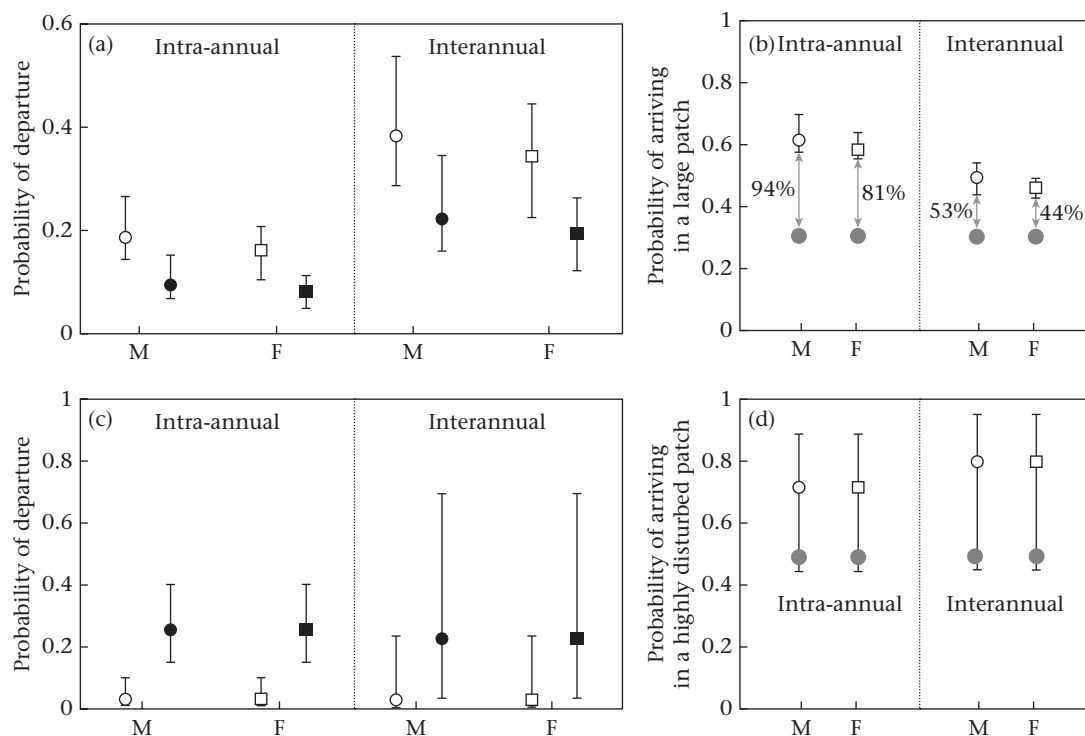 (a)
Intra-annual
Interannual
Probability of departure
0.6
0.4
0.2
0
M
F
M
F
(b)
Intra-annual
Interannual
Probability of arriving
in a large patch
1
0.8
0.6
0.4
0.2
0
94%
81%
53%
44%
M
F
M
F
(c)
Intra-annual
Interannual
Probability of departure
1
0.8
0.6
0.4
0.2
0
M
F
M
F
(d)
Probability of arriving
in a highly disturbed patch
1
0.8
0.6
0.4
0.2
0
Intra-annual
Interannual
M
F
M
F